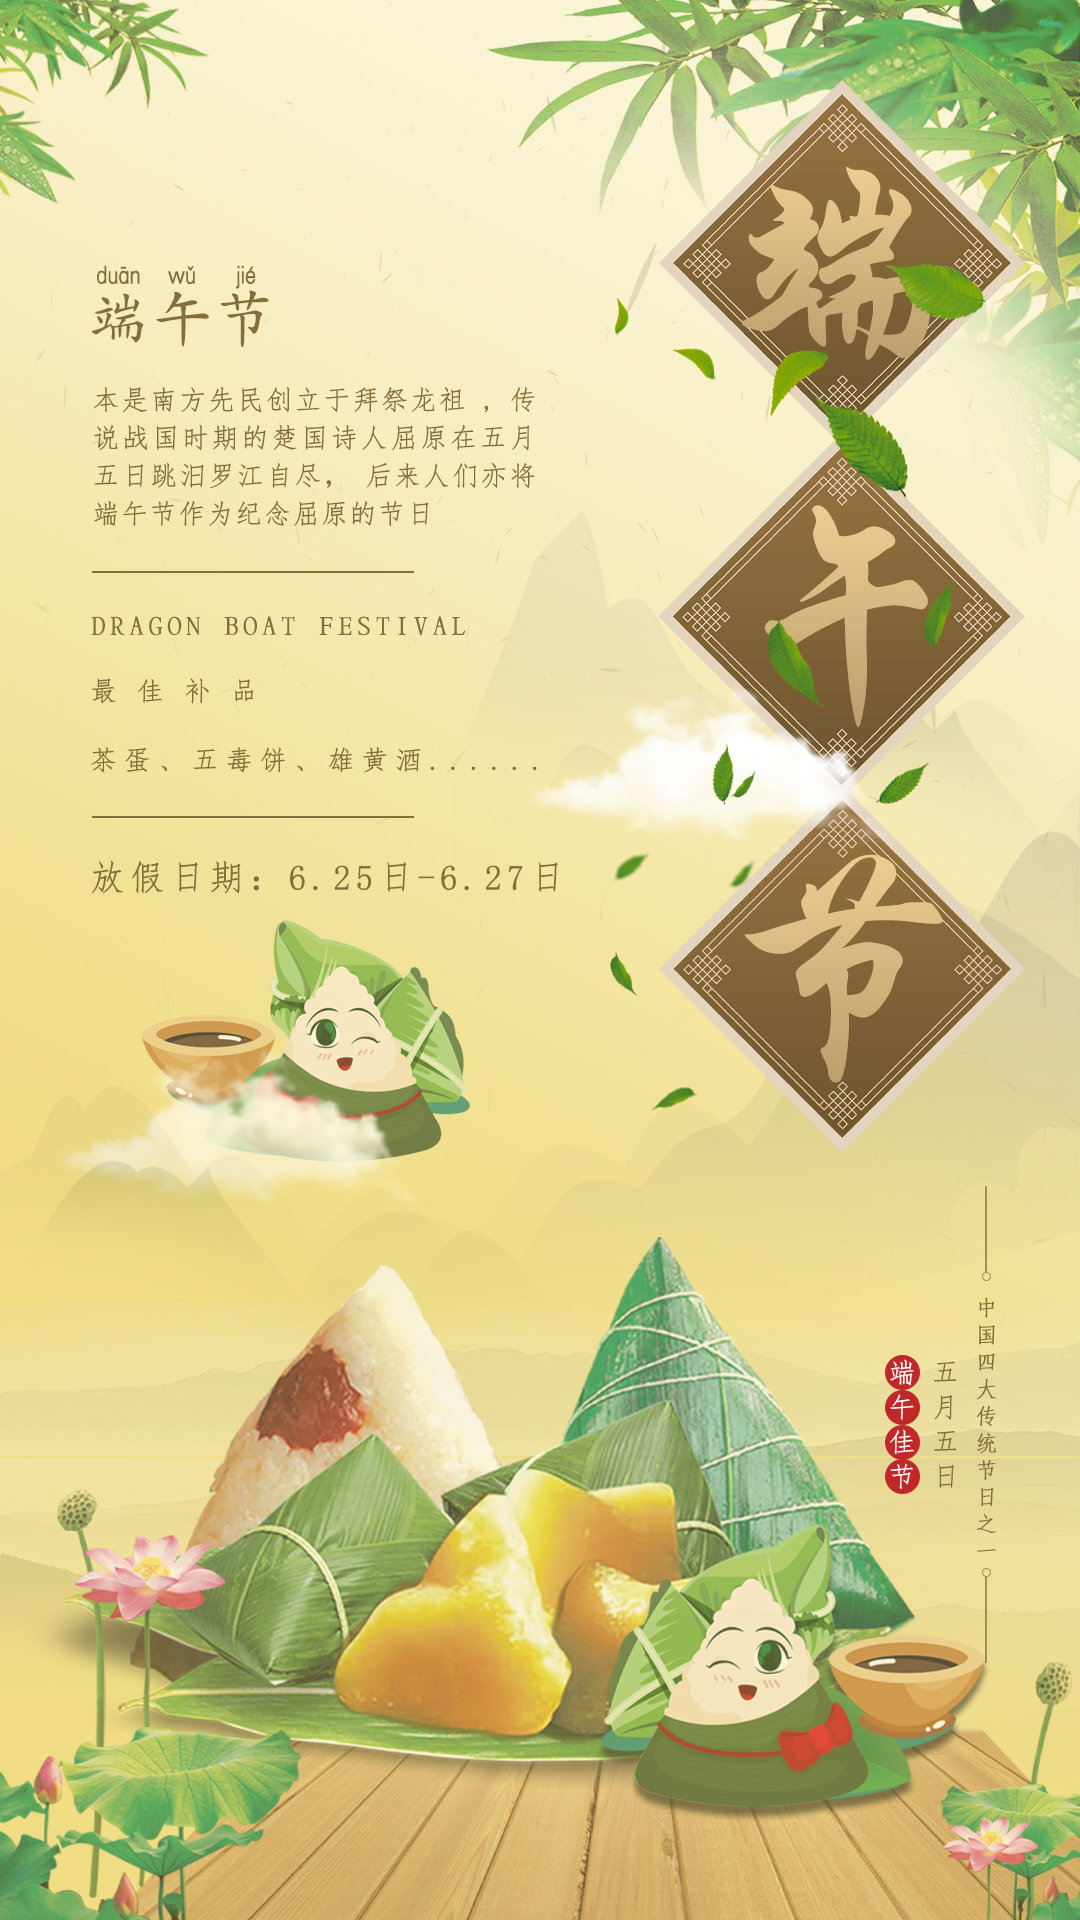 端
午
节
duān wǔ jié
端午节
本是南方先民创立于拜祭龙祖 ，传
说战国时期的楚国诗人屈原在五月
五日跳汨罗江自尽， 后来人们亦将
端午节作为纪念屈原的节日
DRAGON BOAT FESTIVAL
最佳补品
茶蛋、五毒饼、雄黄酒......
放假日期：6.25日-6.27日
中国四大传统节日之一
五月五日
端午佳节